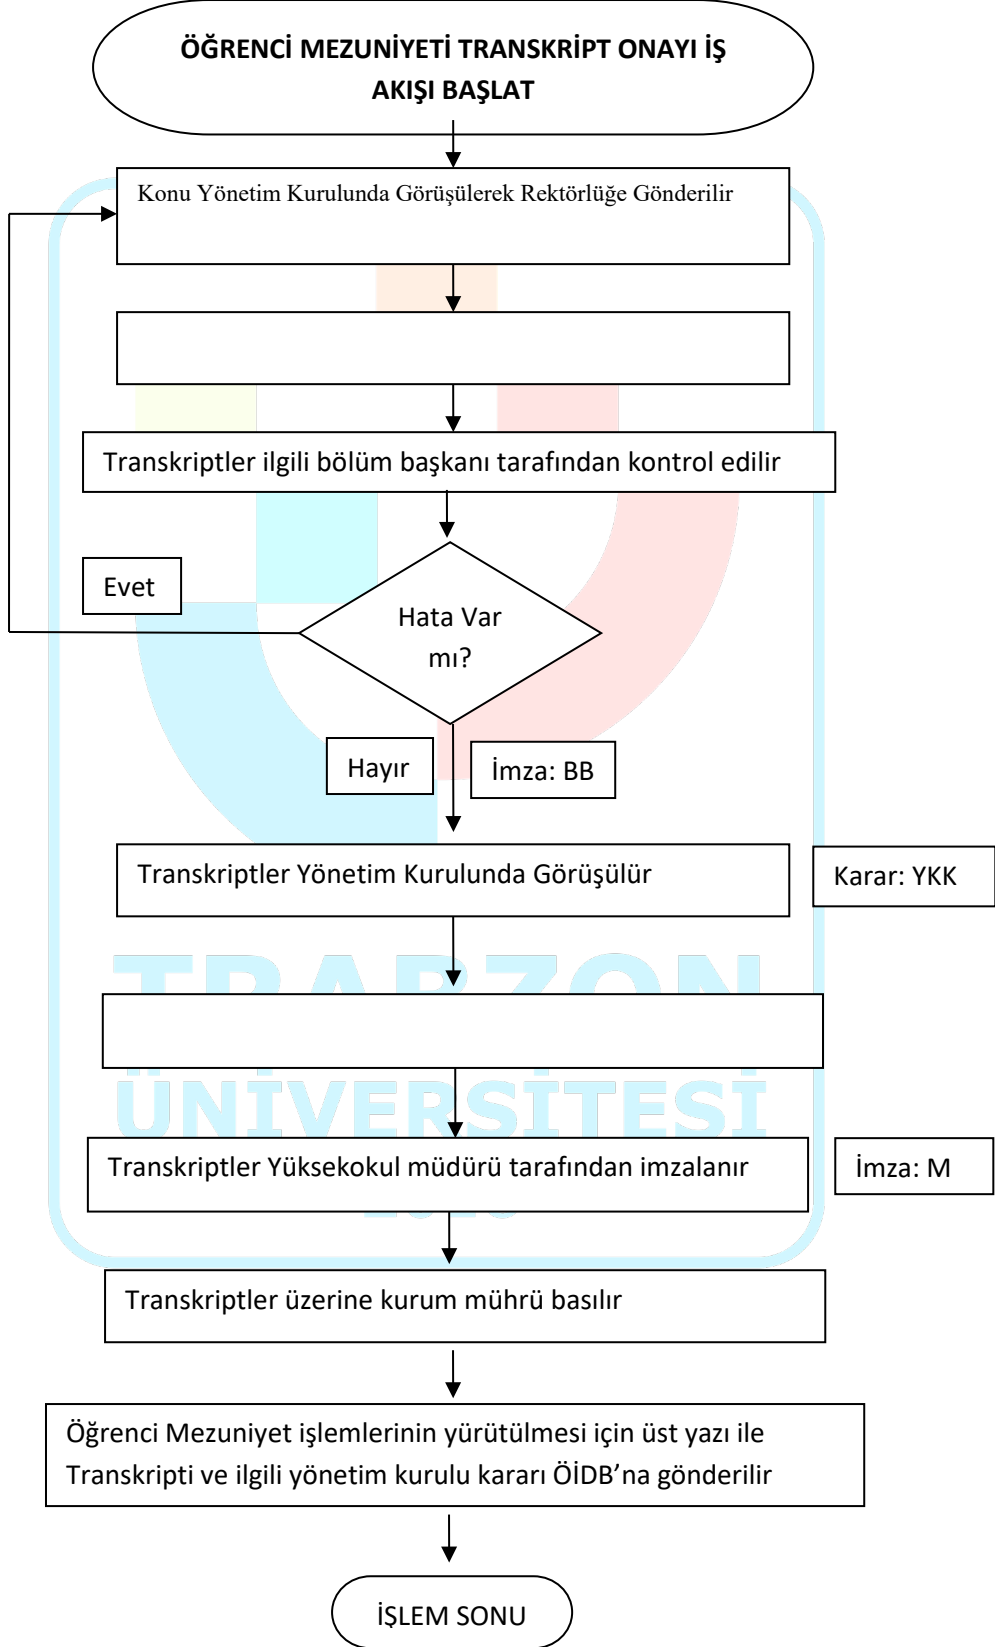 ÖĞRENCİ MEZUNİYETİ TRANSKRİPT ONAYI İŞ
AKIŞI BAŞLAT
Konu Yönetim Kurulunda Görüşülerek Rektörlüğe Gönderilir
Transkriptler ilgili bölüm başkanı tarafından kontrol edilir
Evet
Hata Var
mı?
Hayır
İmza: BB
Transkriptler Yönetim Kurulunda Görüşülür
Karar: YKK
TRABZON
ÜNİVERSİTESİ
Transkriptler Yüksekokul müdürü tarafından imzalanır
İmza: M
Transkriptler üzerine kurum mührü basılır
Öğrenci Mezuniyet işlemlerinin yürütülmesi için üst yazı ile
Transkripti ve ilgili yönetim kurulu kararı ÖİDB’na gönderilir
İŞLEM SONU